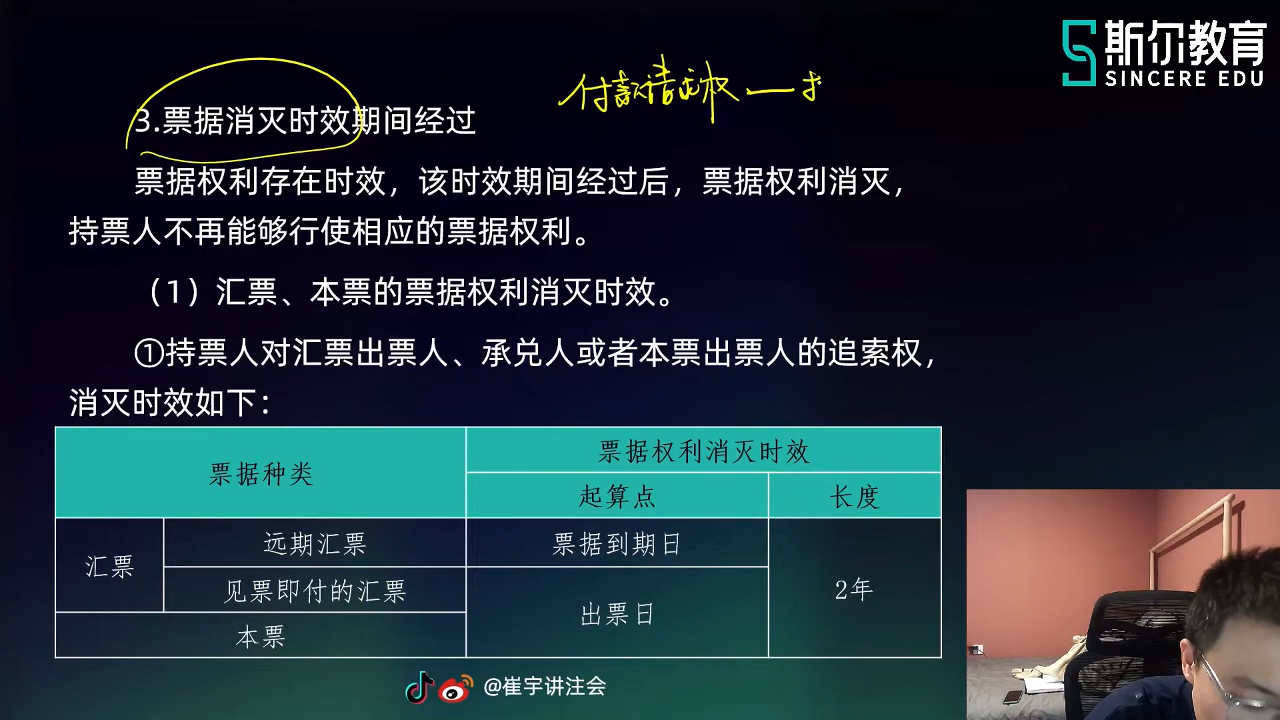 斯尔教育
SINCERE EDU
付款请求权 —
3.票据消灭时效期间经过
票据权利存在时效，该时效期间经过后，票据权利消灭，
持票人不再能够行使相应的票据权利。
（1）汇票、本票的票据权利消灭时效。
①持票人对汇票出票人、承兑人或者本票出票人的追索权，
消灭时效如下：
票据种类
票据权利消灭时效
起算点
长度
汇票
远期汇票
票据到期日
2年
见票即付的汇票
出票日
本票
@崔宇讲注会